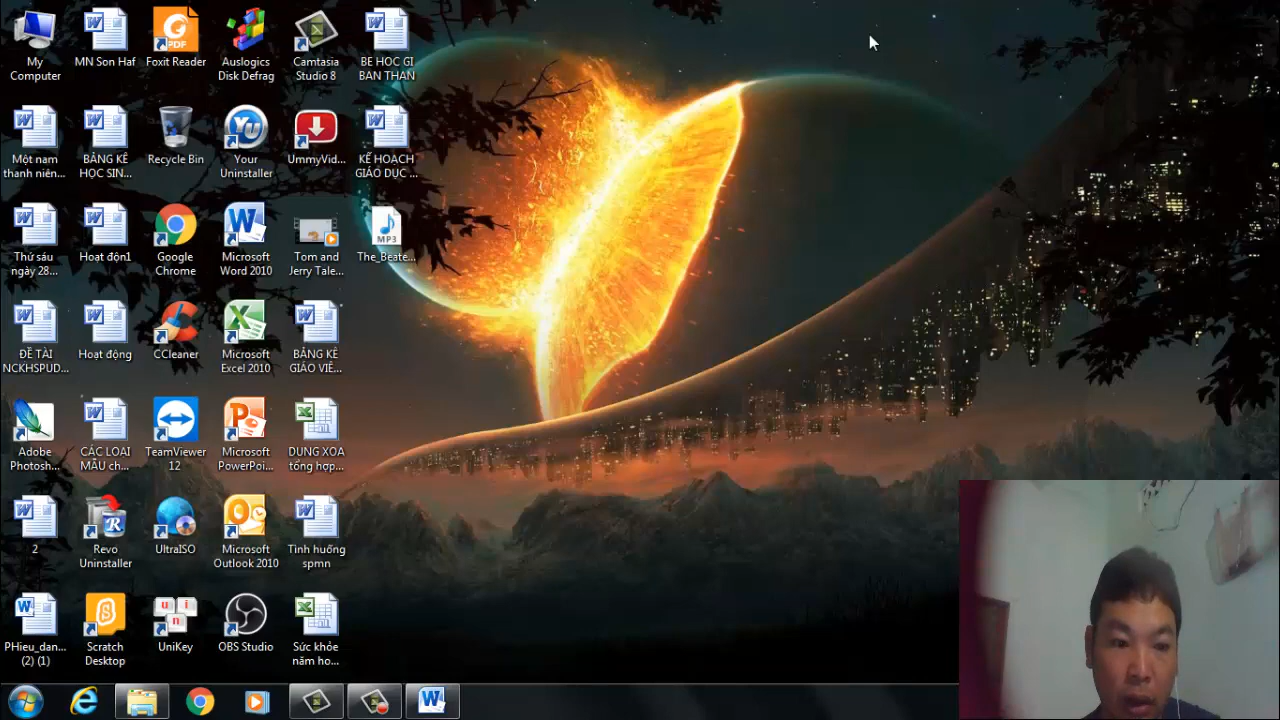 My
Computer
MN Son Haf
Foxit Reader
Auslogics
Disk Defrag
Camtasia
Studio 8
BE HOC GI
BAN THAN
Một nam
thanh niên...
BẢNG KÊ
HỌC SIN...
Recycle Bin
Your
Uninstaller
UmmyVid...
KẾ HOẠCH
GIÁO DỤC ...
Thứ sáu
ngày 28...
Hoạt độn1
Google
Chrome
Microsoft
Word 2010
Tom and
Jerry Tale...
MP3
The_Beate...
ĐỀ TÀI
NCKHSPUD...
Hoạt động
CCleaner
Microsoft
Excel 2010
BẢNG KÊ
GIÁO VIÊ...
Adobe
Photosh...
CÁC LOẠI
MẪU ch...
TeamViewer
12
Microsoft
PowerPoi...
DUNG XOA
tổng hợp...
2
Revo
Uninstaller
UltraISO
Microsoft
Outlook 2010
Tình huống
spmn
PHieu_dan...
(2) (1)
Scratch
Desktop
UniKey
OBS Studio
Sức khỏe
năm ho...